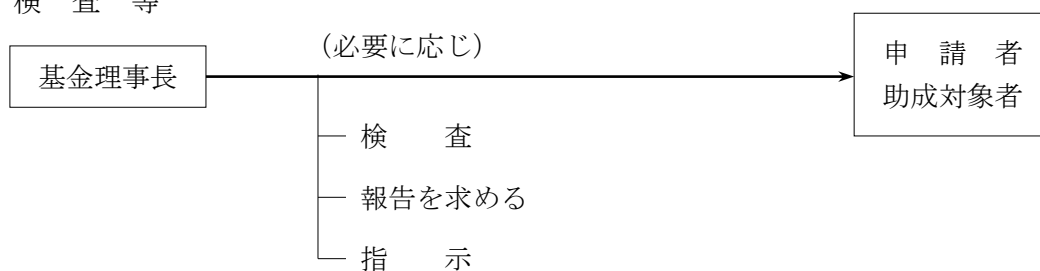 検　査　等
（必要に応じ）
基金理事長
申　請　者
助成対象者
検　　査
報告を求める
指　　示